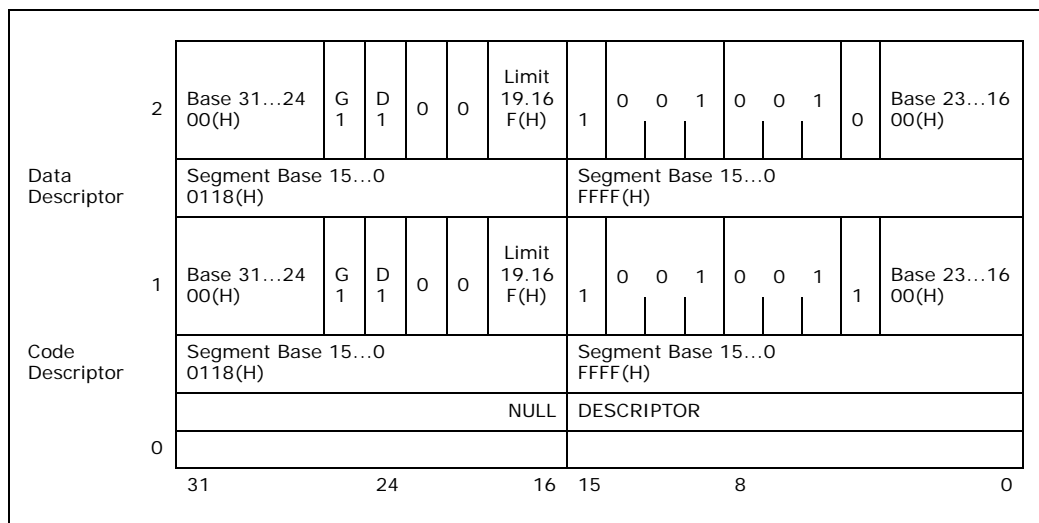 2
Base 31...24
00(H)
G
1
D
1
0
0
Limit
19.16
F(H)
1
0 0 1 0 0 1
0
Base 23...16
00(H)
Data
Descriptor
Segment Base 15...0
0118(H)
Segment Base 15...0
FFFF(H)
1
Base 31...24
00(H)
G
1
D
1
0
0
Limit
19.16
F(H)
1
0 0 1 0 0 1
1
Base 23...16
00(H)
Code
Descriptor
Segment Base 15...0
0118(H)
Segment Base 15...0
FFFF(H)
NULL DESCRIPTOR
0
31 24 16 15 8 0